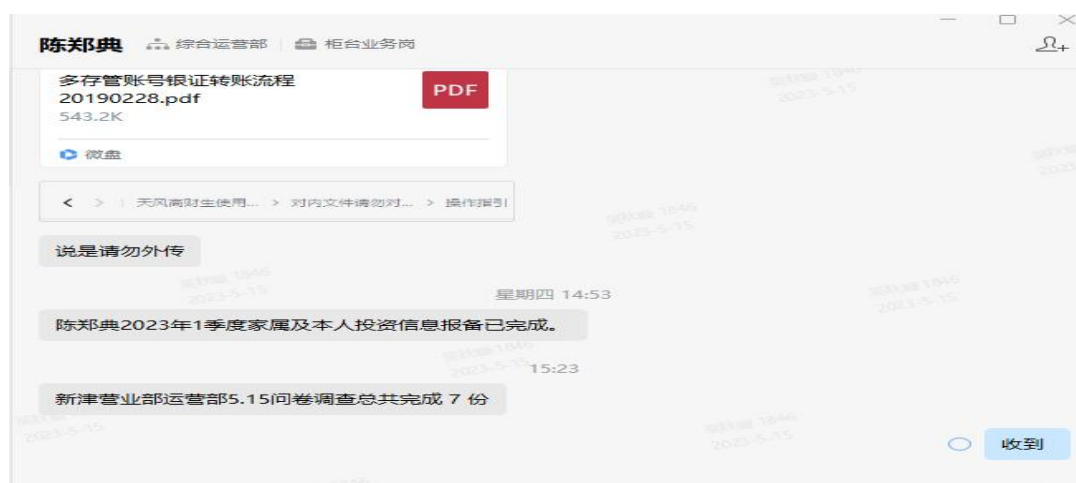 陈郑典 综合运营部 柜台业务岗
多存管账号银证转账流程
20190228.pdf
PDF
543.2K
微盘
< > 天风高财生使用... > 对内文件请勿对... > 操作指引
说是请勿外传
星期四 14:53
陈郑典2023年1季度家属及本人投资信息报备已完成。
15:23
新津营业部运营部5.15问卷调查总共完成 7 份
收到